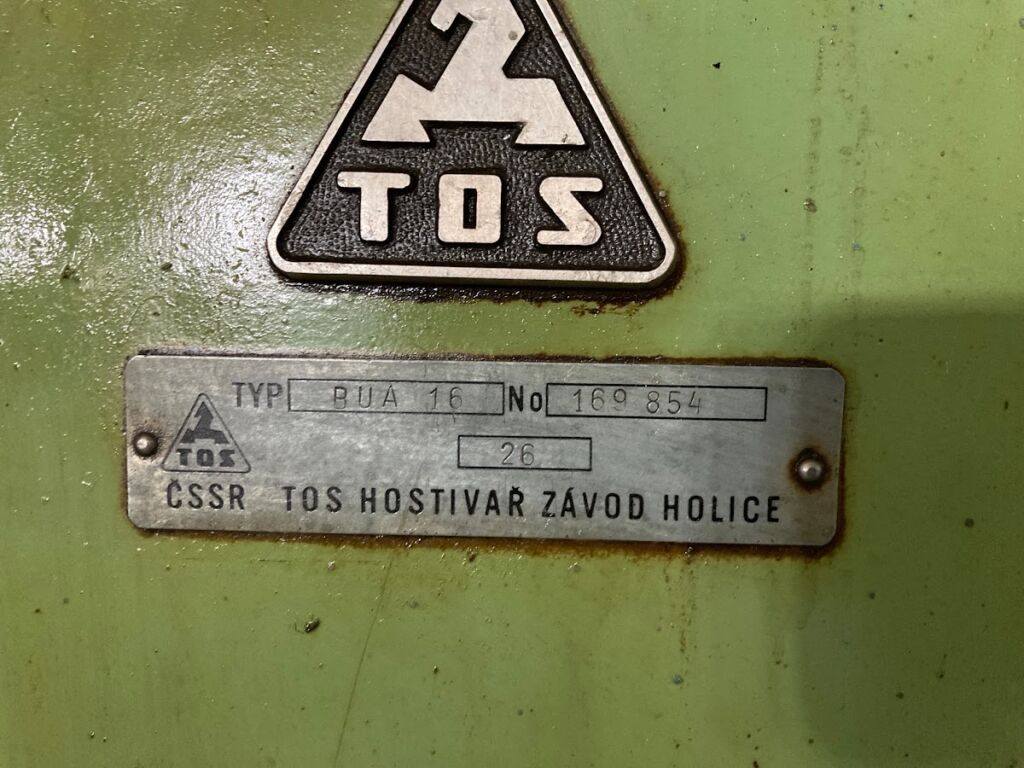 TOS
TYP BUA 16 No 169 854
TOS 26
ČSSR TOS HOSTIVAŘ ZÁVOD HOLICE